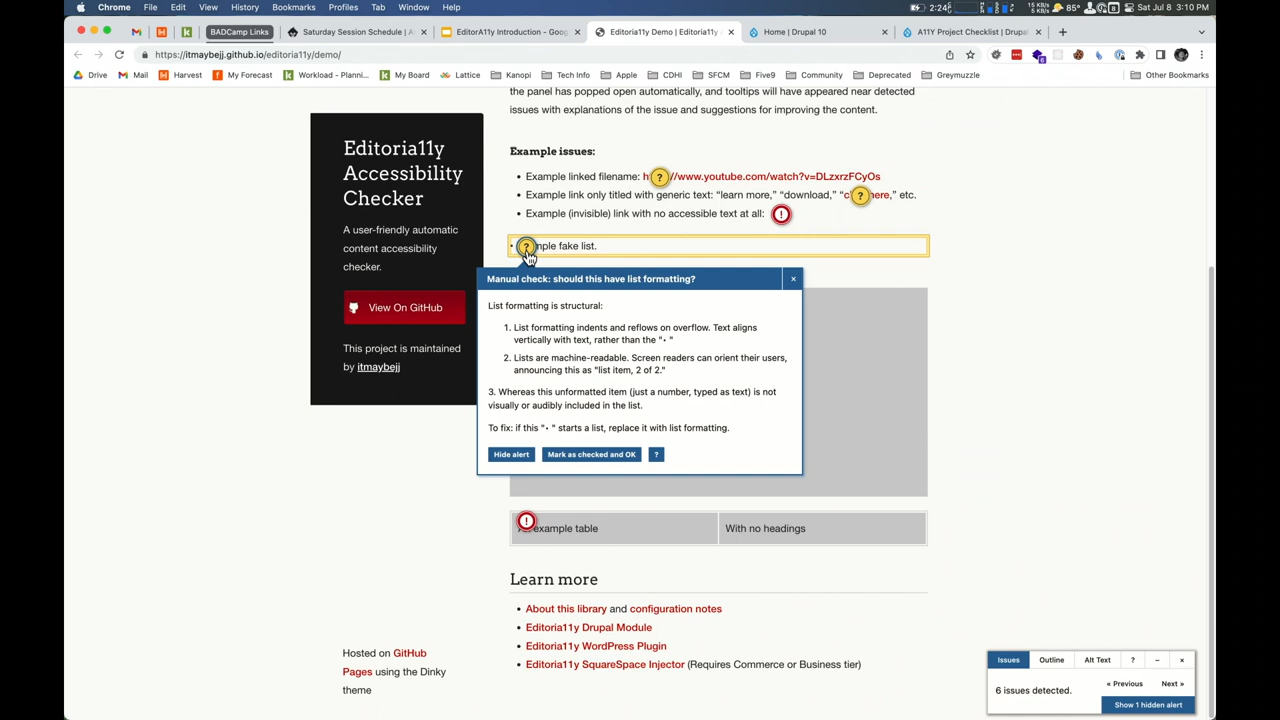 Chrome File Edit View History Bookmarks Profiles Tab Window Help
2:24 15 KB/s 85° Sat Jul 8 3:10 PM
BADCamp Links
Saturday Session Schedule | A
EditorA11y Introduction - Goog
Editoria11y Demo | Editoria11y
Home | Drupal 10
A11Y Project Checklist | Drupal
https://itmaybejj.github.io/editoria11y/demo/
Drive Mail Harvest My Forecast Workload - Planni... My Board Lattice Kanopi Tech Info Apple CDHI SFCM Five9 Community Deprecated Greymuzzle Other Bookmarks
the panel has popped open automatically, and tooltips will have appeared near detected
issues with explanations of the issue and suggestions for improving the content.
Editoria11y
Accessibility
Checker
A user-friendly automatic
content accessibility
checker.
View On GitHub
This project is maintained
by itmaybejj
Example issues:
• Example linked filename: h ? //www.youtube.com/watch?v=DLzxrzFCyOs
• Example link only titled with generic text: “learn more,” “download,” “c ? here,” etc.
• Example (invisible) link with no accessible text at all: !
• ? mple fake list.
Manual check: should this have list formatting? ×
List formatting is structural:
1. List formatting indents and reflows on overflow. Text aligns
vertically with text, rather than the "• "
2. Lists are machine-readable. Screen readers can orient their users,
announcing this as "list item, 2 of 2."
3. Whereas this unformatted item (just a number, typed as text) is not
visually or audibly included in the list.
To fix: if this "• " starts a list, replace it with list formatting.
Hide alert Mark as checked and OK ?
! example table With no headings
Learn more
• About this library and configuration notes
• Editoria11y Drupal Module
• Editoria11y WordPress Plugin
• Editoria11y SquareSpace Injector (Requires Commerce or Business tier)
Hosted on GitHub
Pages using the Dinky
theme
Issues Outline Alt Text ? – ×
« Previous Next »
6 issues detected.
Show 1 hidden alert